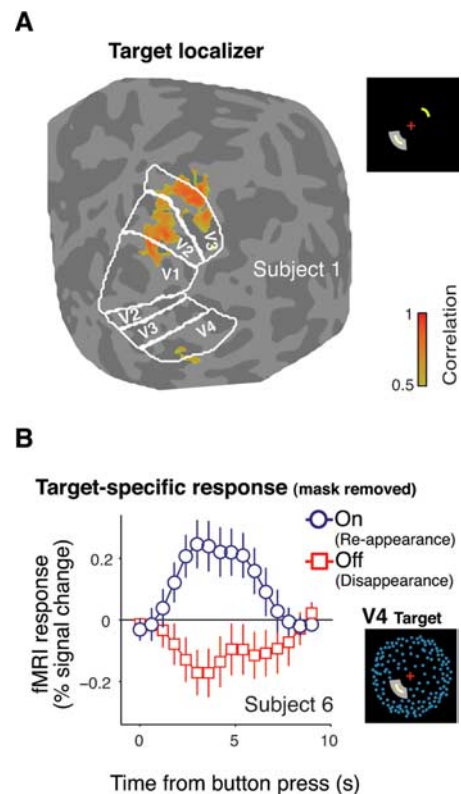 A
Target localizer
V2
V3
V1
Subject 1
V2
V3
V4
1
0.5
Correlation
B
Target-specific response (mask removed)
On
(Re-appearance)
Off
(Disappearance)
fMRI response
(% signal change)
0.2
0
-0.2
Subject 6
V4 Target
0
5
10
Time from button press (s)